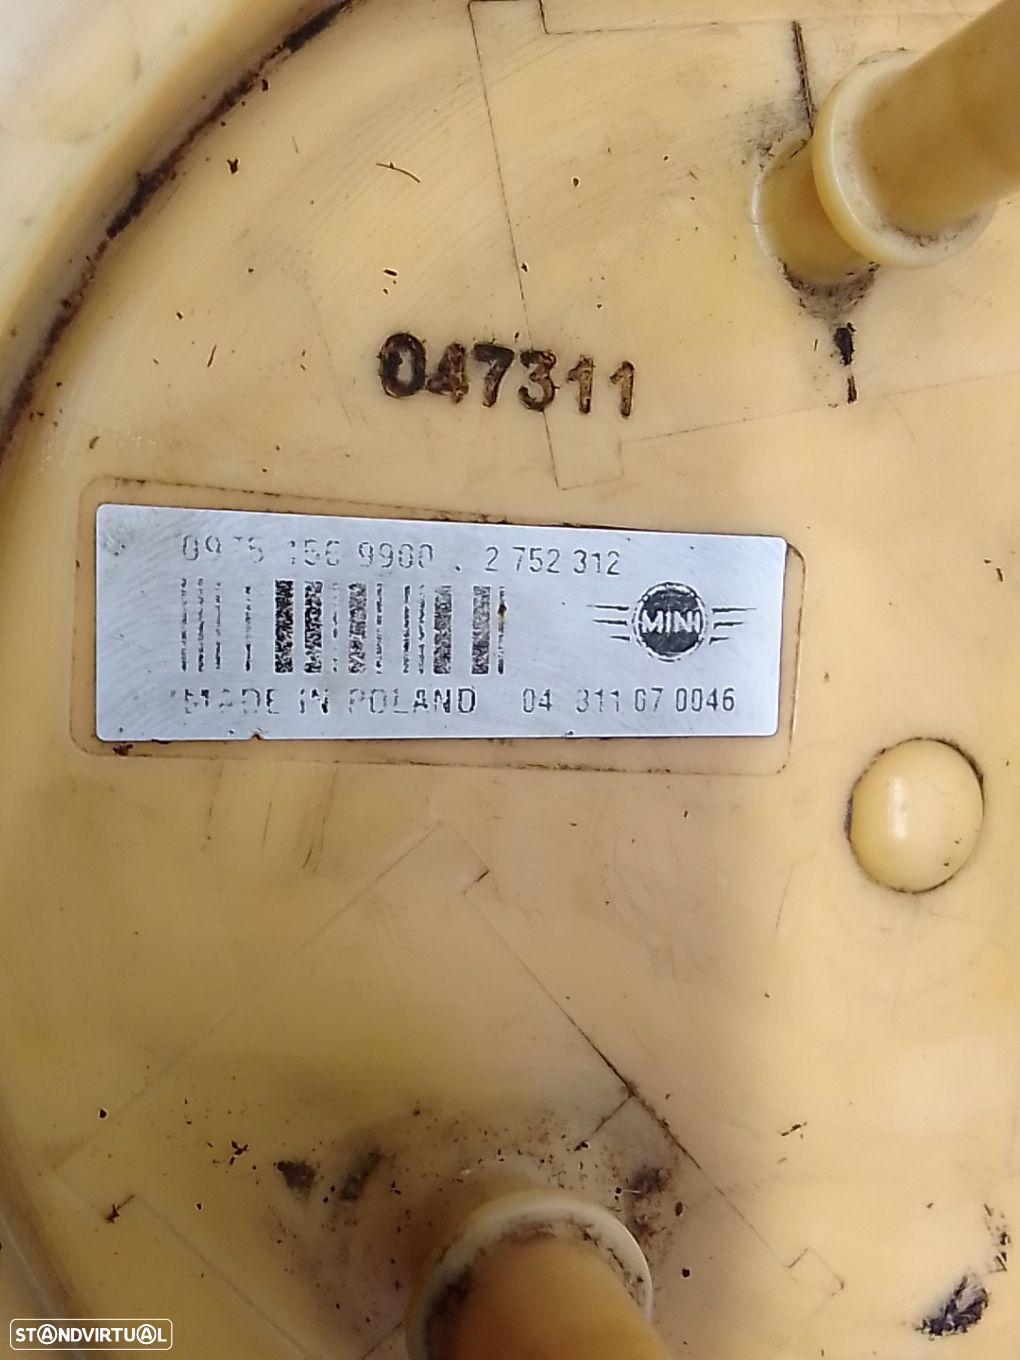 047311
0975 156 9900 . 2 752 312
MINI
MADE IN POLAND 04 311 07 0046
STANDVIRTUAL